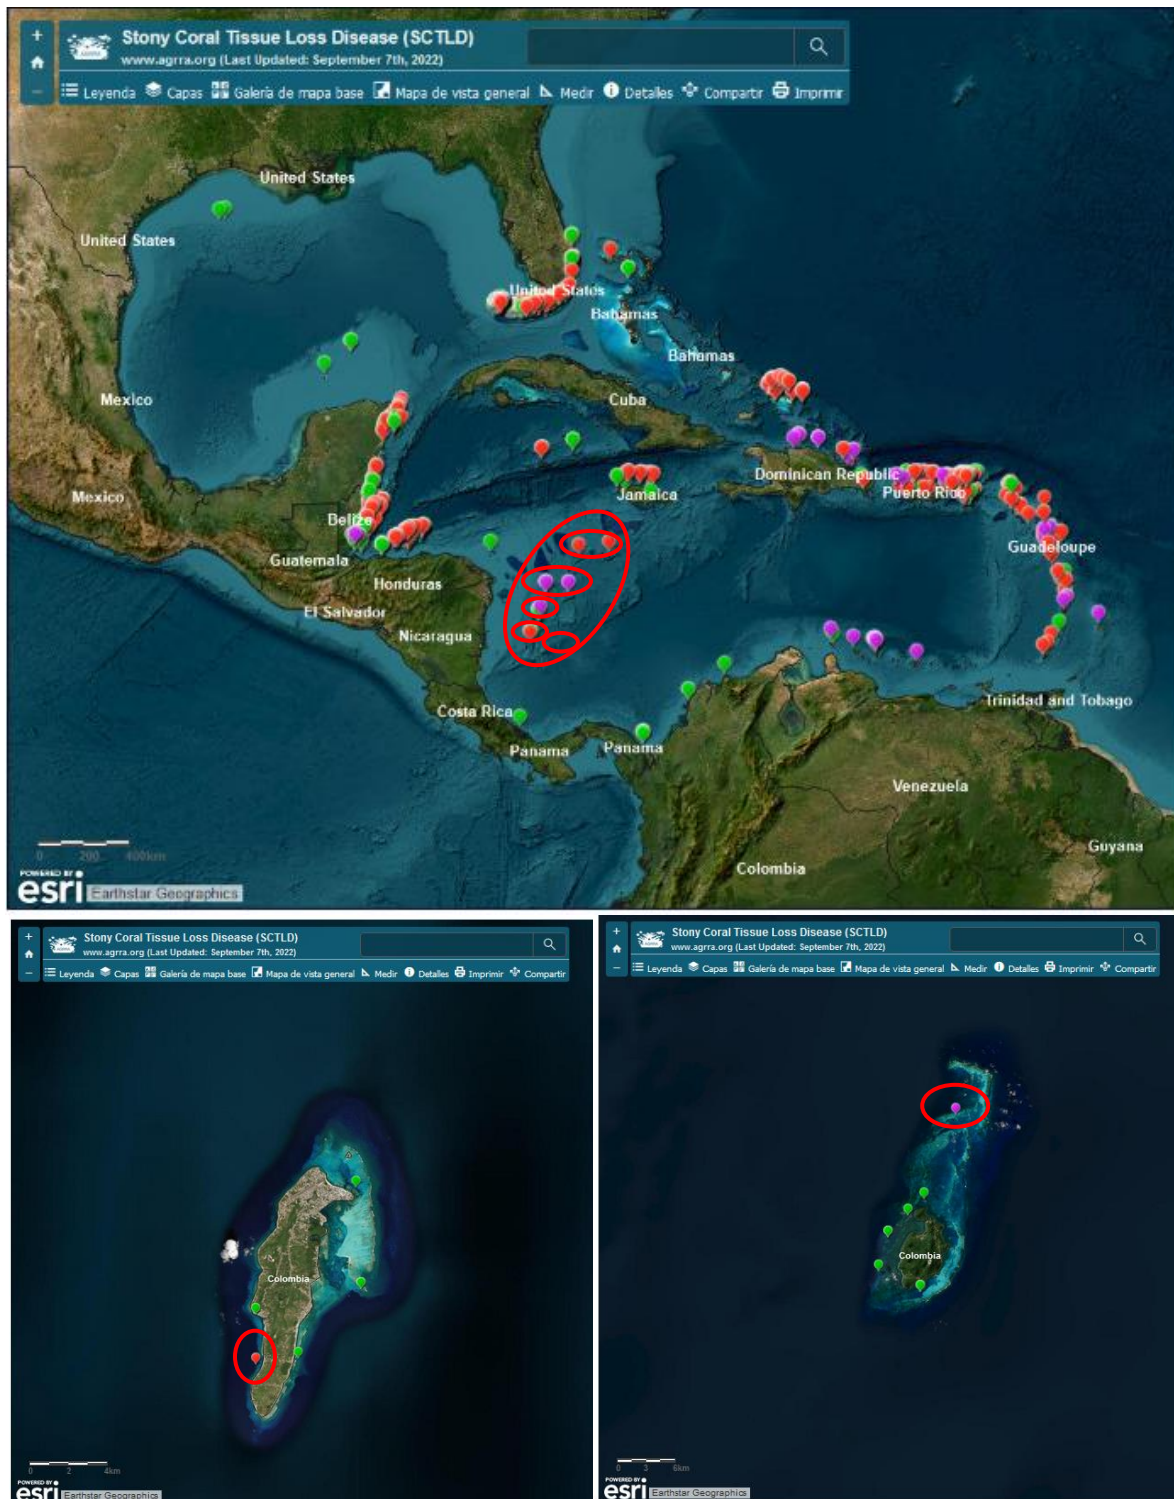 Stony Coral Tissue Loss Disease (SCTLD)
www.agrra.org (Last Updated: September 7th, 2022)
Leyenda Capas Galería de mapa base Mapa de vista general Medir Detalles Compartir Imprimir
United States
United States
United States
Bahamas
Bahamas
Mexico
Cuba
Mexico
Dominican Republic
Jamaica
Puerto Rico
Belize
Guatemala
Guadeloupe
Honduras
El Salvador
Nicaragua
Costa Rica
Trinidad and Tobago
Panama
Panama
Venezuela
Guyana
Colombia
0 200 400km
POWERED BY
esri Earthstar Geographics
Stony Coral Tissue Loss Disease (SCTLD)
www.agrra.org (Last Updated: September 7th, 2022)
Leyenda Capas Galería de mapa base Mapa de vista general Medir Detalles Imprimir Compartir
Colombia
0 2 4km
POWERED BY
esri Earthstar Geographics
Stony Coral Tissue Loss Disease (SCTLD)
www.agrra.org (Last Updated: September 7th, 2022)
Leyenda Capas Galería de mapa base Mapa de vista general Medir Detalles Imprimir Compartir
Colombia
0 3 6km
POWERED BY
esri Earthstar Geographics